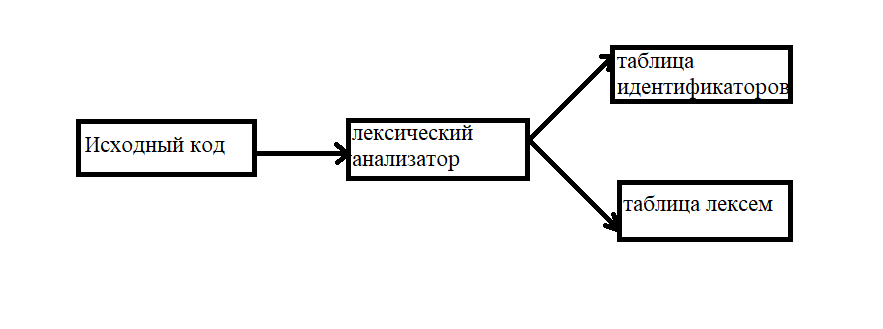 Исходный код
лексический
анализатор
таблица
идентификаторов
таблица лексем